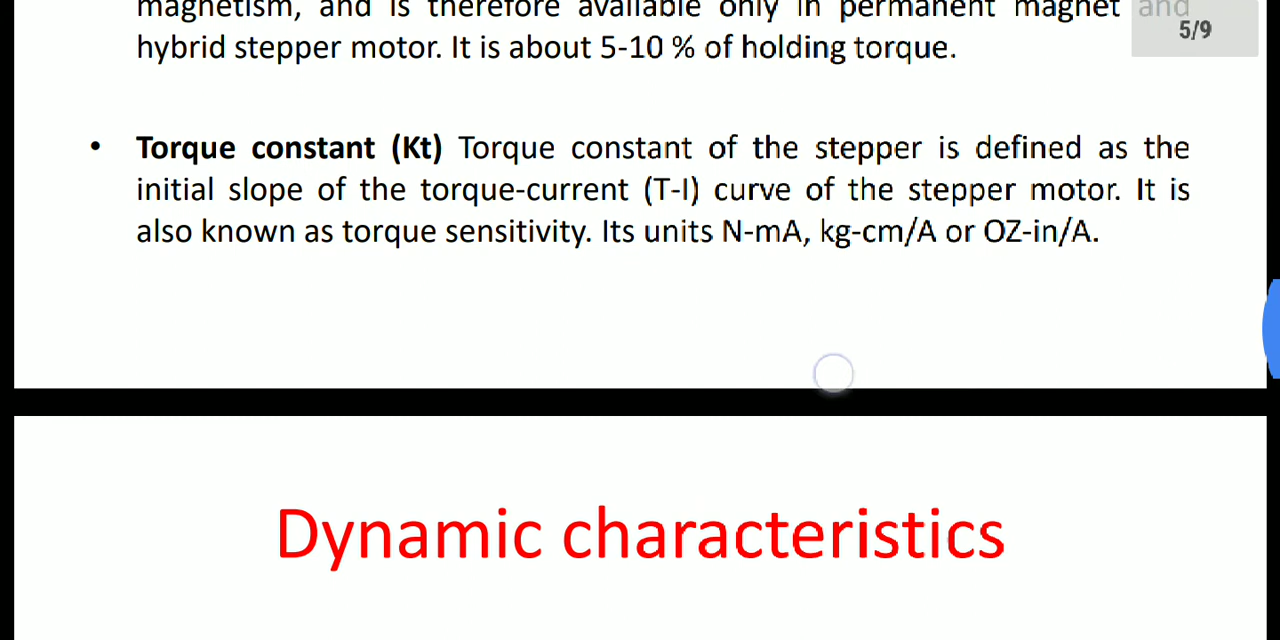 magnetism, and is therefore available only in permanent magnet and
5/9
hybrid stepper motor. It is about 5-10 % of holding torque.
• Torque constant (Kt) Torque constant of the stepper is defined as the
initial slope of the torque-current (T-I) curve of the stepper motor. It is
also known as torque sensitivity. Its units N-mA, kg-cm/A or OZ-in/A.
Dynamic characteristics